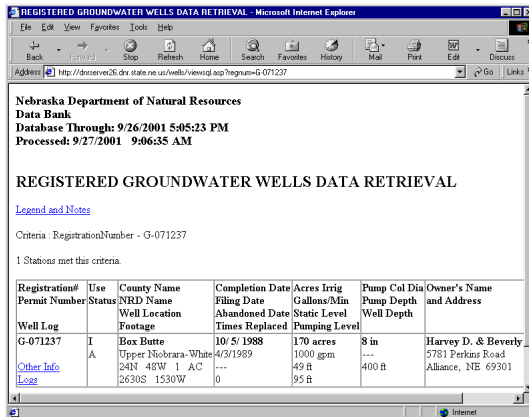 REGISTERED GROUNDWATER WELLS DATA RETRIEVAL - Microsoft Internet Explorer
File Edit View Favorites Tools Help
Back Forward Stop Refresh Home Search Favorites History Mail Print Edit Discuss
Address http://dnrserver26.dnr.state.ne.us/wells/viewsql.asp?regnum=G-071237 Go Links
Nebraska Department of Natural Resources
Data Bank
Database Through: 9/26/2001 5:05:23 PM
Processed: 9/27/2001 9:06:35 AM
REGISTERED GROUNDWATER WELLS DATA RETRIEVAL
Legend and Notes
Criteria : RegistrationNumber - G-071237
1 Stations met this criteria.
Registration# Use County Name Completion Date Acres Irrig Pump Col Dia Owner's Name
Permit Number Status NRD Name Filing Date Gallons/Min Pump Depth and Address
Well Location Abandoned Date Static Level Well Depth
Well Log Footage Times Replaced Pumping Level
G-071237 I Box Butte 10/ 5/ 1988 170 acres 8 in Harvey D. & Beverly
A Upper Niobrara-White 4/3/1989 1000 gpm --- 5781 Perkins Road
Other Info 24N 48W 1 AC --- 49 ft 400 ft Alliance, NE 69301
Logs 2630S 1530W 0 95 ft
Internet